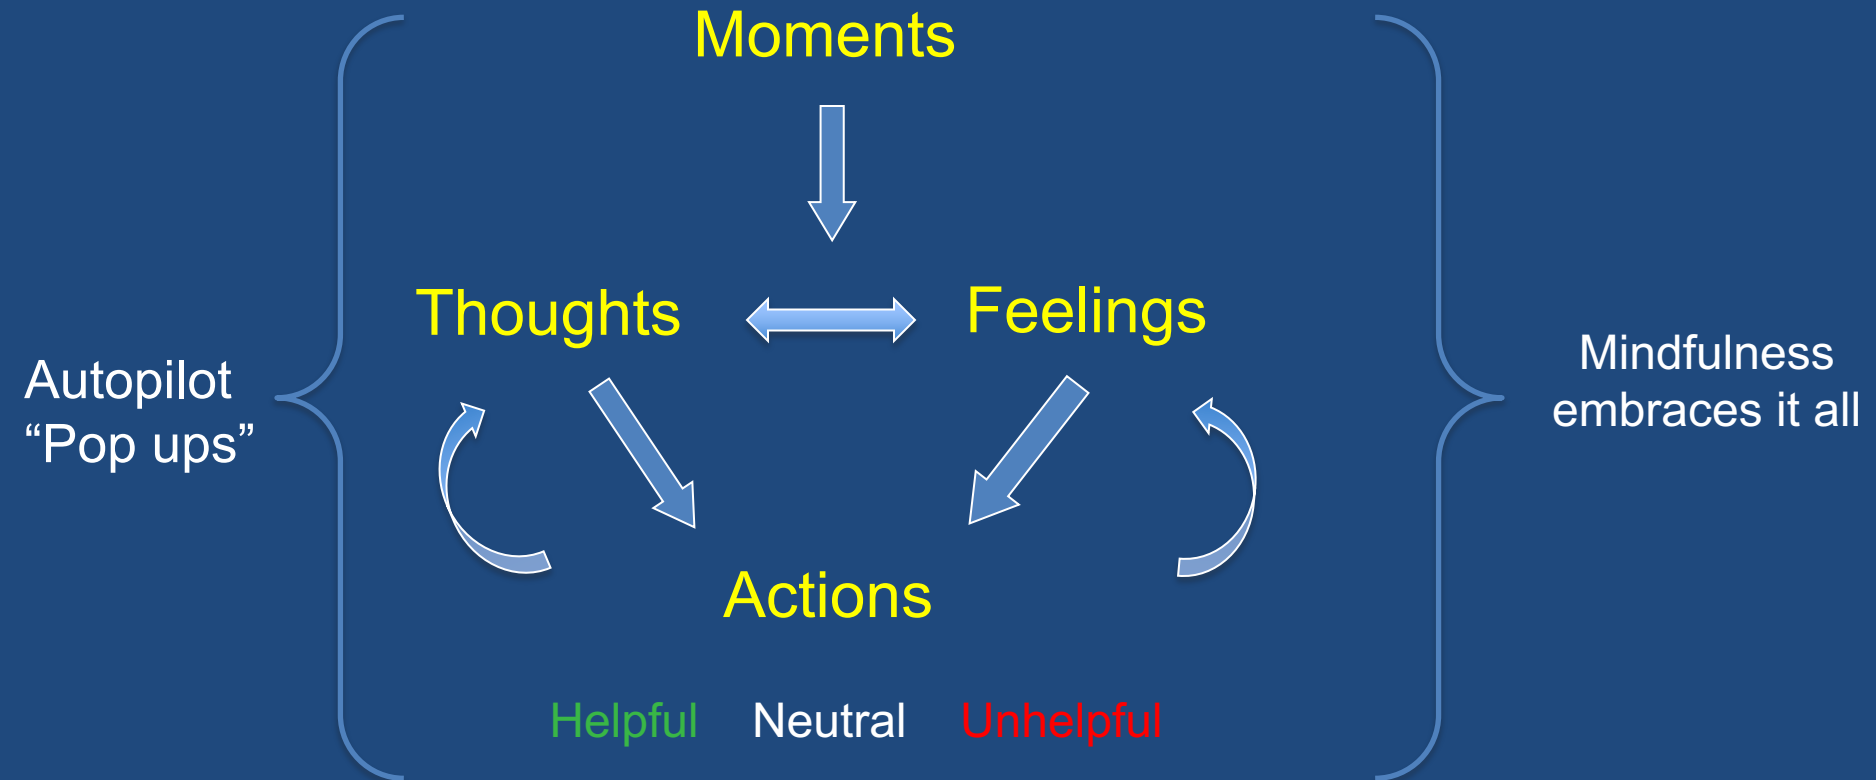 Moments
Thoughts
Feelings
Autopilot
“Pop ups”
Mindfulness
embraces it all
Actions
Helpful Neutral Unhelpful